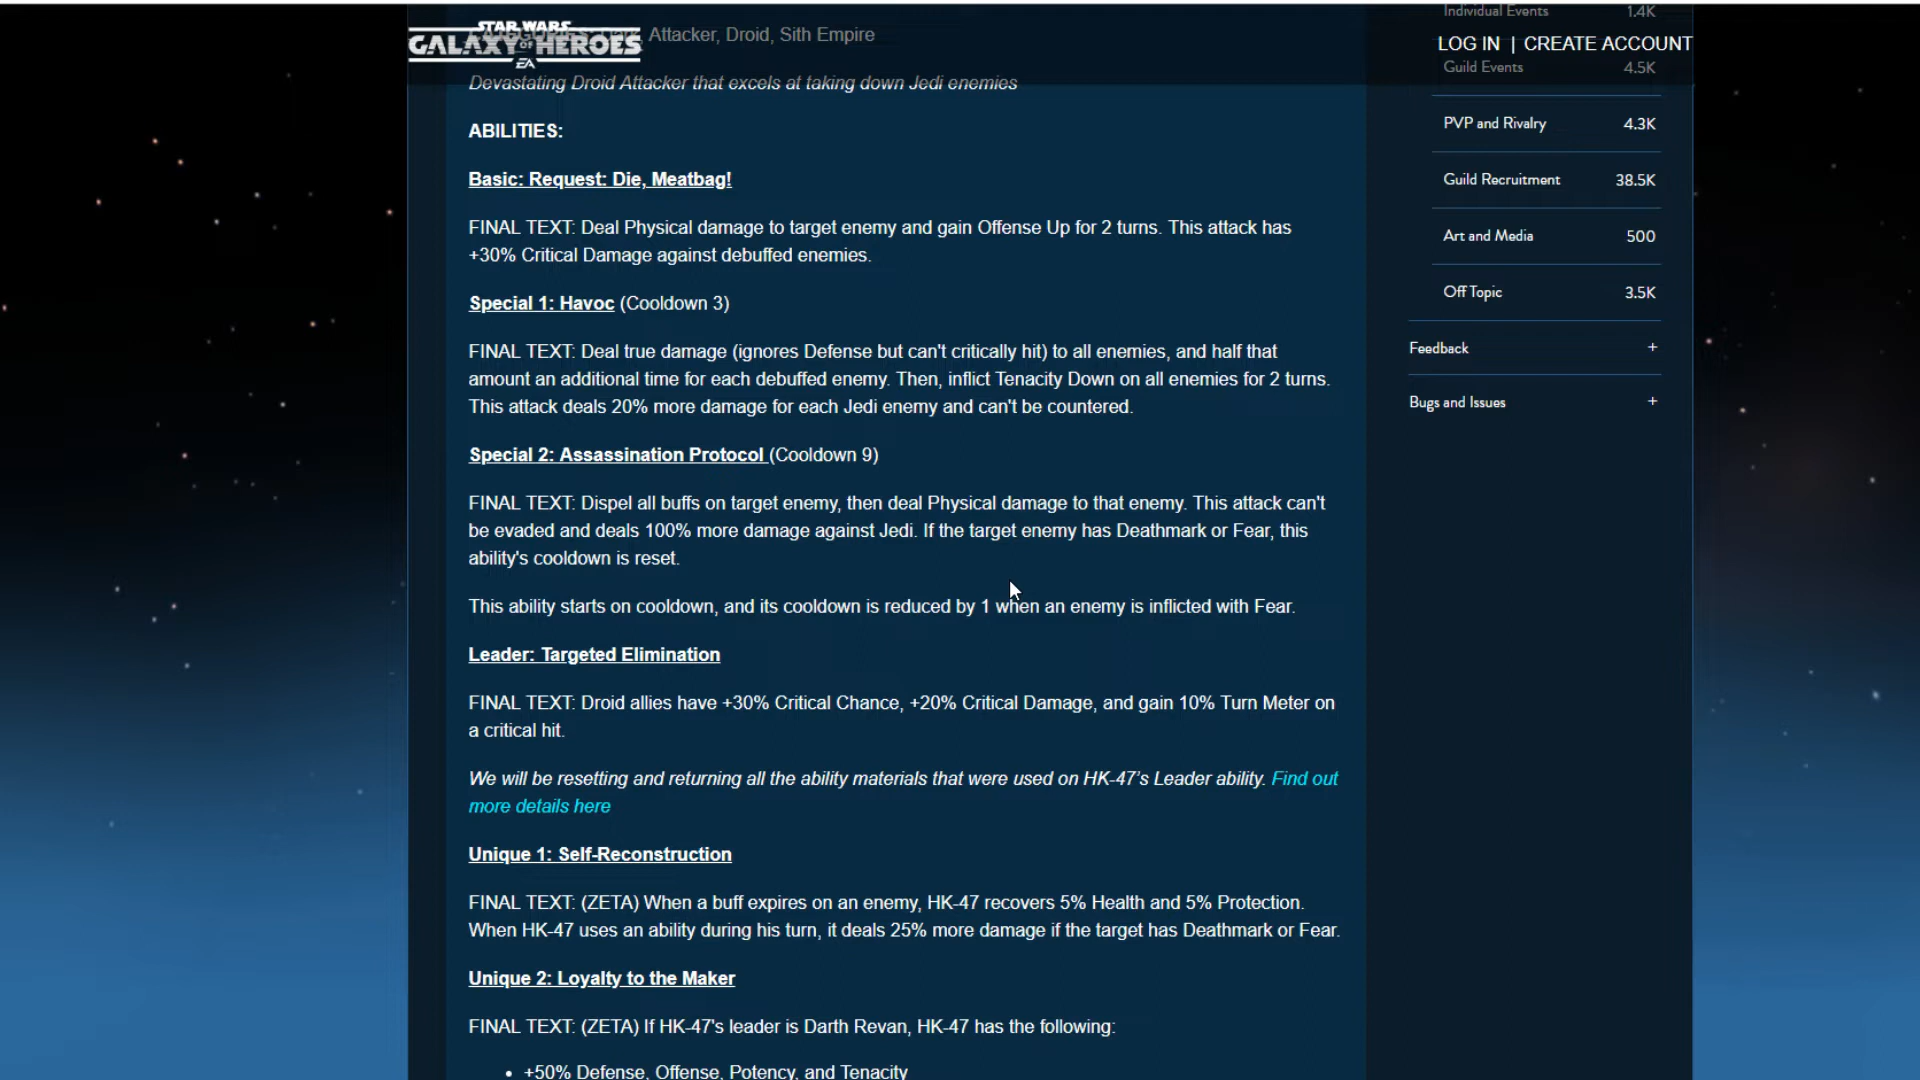 STAR WARS
GALAXY OF HEROES
EA
Attacker, Droid, Sith Empire
Devastating Droid Attacker that excels at taking down Jedi enemies
ABILITIES:
Basic: Request: Die, Meatbag!
FINAL TEXT: Deal Physical damage to target enemy and gain Offense Up for 2 turns. This attack has
+30% Critical Damage against debuffed enemies.
Special 1: Havoc (Cooldown 3)
FINAL TEXT: Deal true damage (ignores Defense but can't critically hit) to all enemies, and half that
amount an additional time for each debuffed enemy. Then, inflict Tenacity Down on all enemies for 2 turns.
This attack deals 20% more damage for each Jedi enemy and can't be countered.
Special 2: Assassination Protocol (Cooldown 9)
FINAL TEXT: Dispel all buffs on target enemy, then deal Physical damage to that enemy. This attack can't
be evaded and deals 100% more damage against Jedi. If the target enemy has Deathmark or Fear, this
ability's cooldown is reset.
This ability starts on cooldown, and its cooldown is reduced by 1 when an enemy is inflicted with Fear.
Leader: Targeted Elimination
FINAL TEXT: Droid allies have +30% Critical Chance, +20% Critical Damage, and gain 10% Turn Meter on
a critical hit.
We will be resetting and returning all the ability materials that were used on HK-47’s Leader ability. Find out
more details here
Unique 1: Self-Reconstruction
FINAL TEXT: (ZETA) When a buff expires on an enemy, HK-47 recovers 5% Health and 5% Protection.
When HK-47 uses an ability during his turn, it deals 25% more damage if the target has Deathmark or Fear.
Unique 2: Loyalty to the Maker
FINAL TEXT: (ZETA) If HK-47's leader is Darth Revan, HK-47 has the following:
• +50% Defense, Offense, Potency, and Tenacity
Individual Events 1.4K
LOG IN | CREATE ACCOUNT
Guild Events 4.5K
PVP and Rivalry 4.3K
Guild Recruitment 38.5K
Art and Media 500
Off Topic 3.5K
Feedback +
Bugs and Issues +